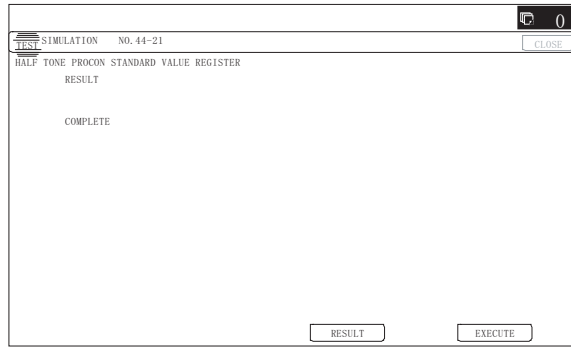 0
TEST SIMULATION NO.44-21
CLOSE
HALF TONE PROCON STANDARD VALUE REGISTER
RESULT
COMPLETE
RESULT EXECUTE